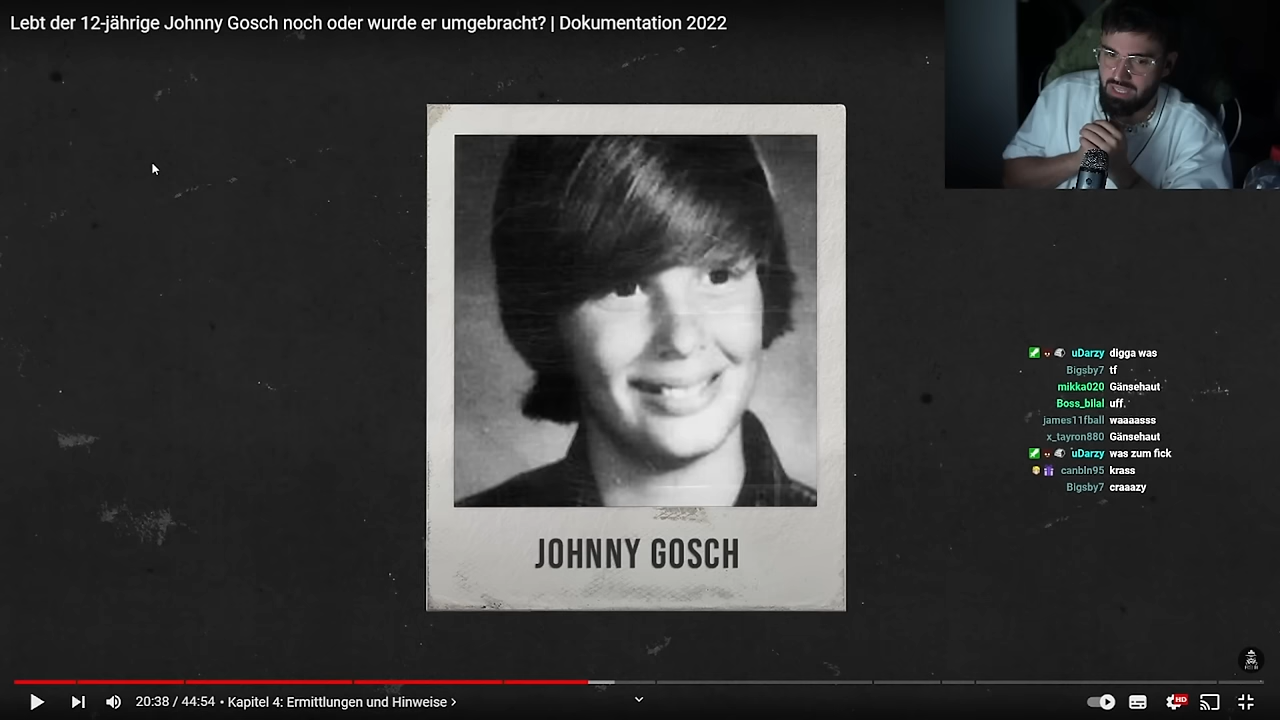 Lebt der 12-jährige Johnny Gosch noch oder wurde er umgebracht? | Dokumentation 2022
uDarzy digga was
Bigsby7 tf
mikka020 Gänsehaut
Boss_bilal uff.
james11fball waaaasss
x_tayron880 Gänsehaut
uDarzy was zum fick
canbln95 krass
Bigsby7 craaazy
JOHNNY GOSCH
20:38 / 44:54 • Kapitel 4: Ermittlungen und Hinweise >
HD